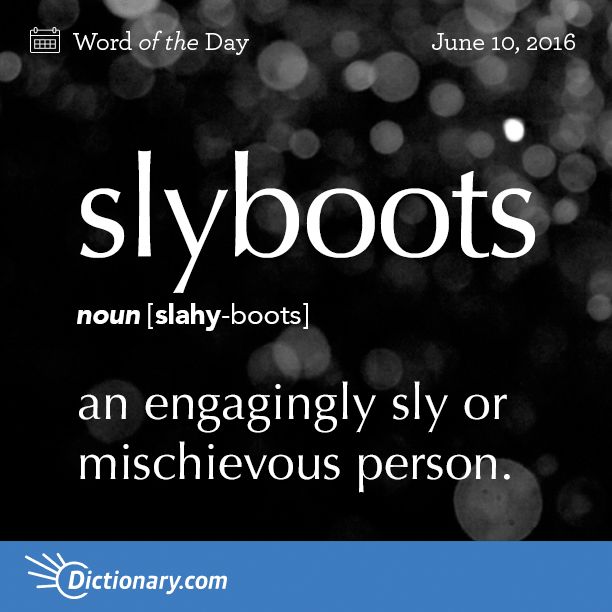 Word of the Day
June 10, 2016
slyboots
noun [slahy-boots]
an engagingly sly or
mischievous person.
Dictionary.com